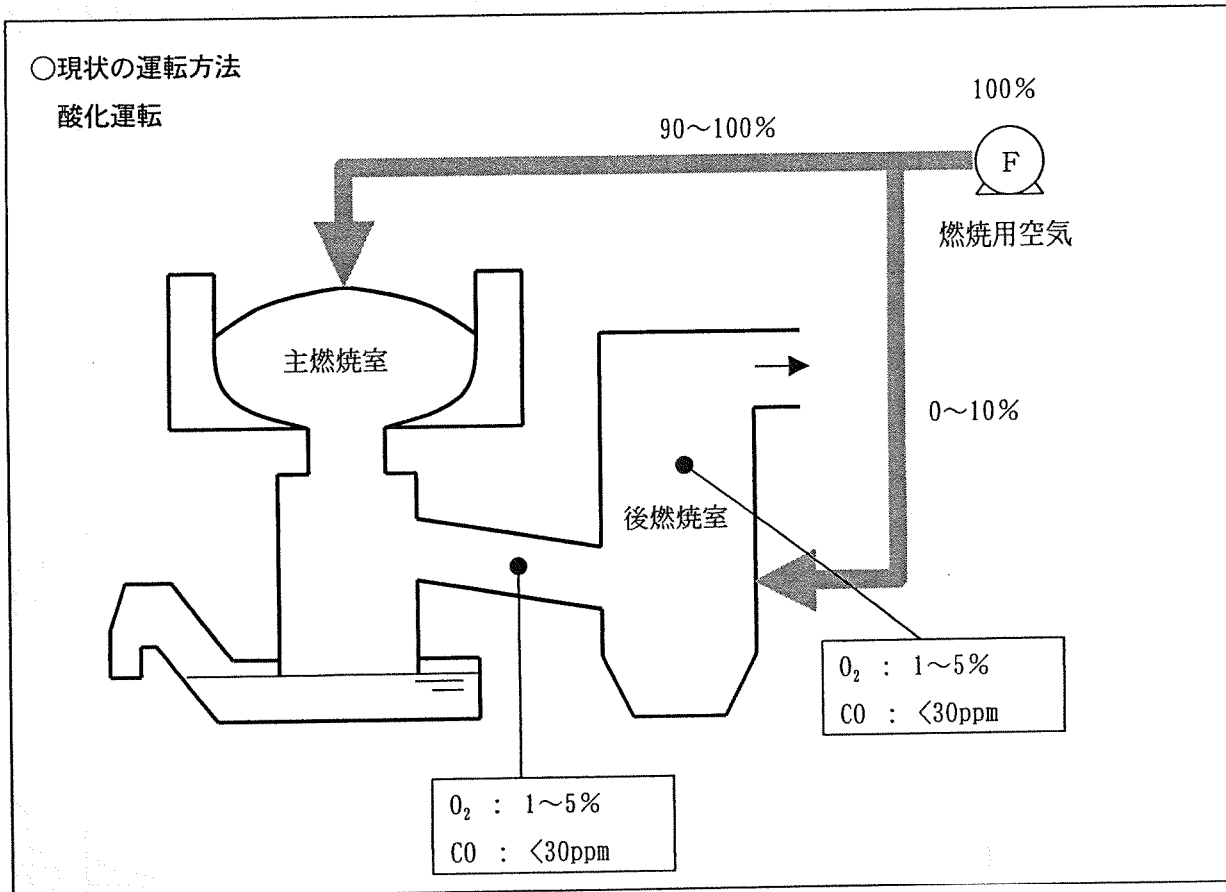 ○現状の運転方法
酸化運転
100%
90～100%
F
燃焼用空気
主燃焼室
0～10%
後燃焼室
O₂ : 1～5%
CO : <30ppm
O₂ : 1～5%
CO : <30ppm